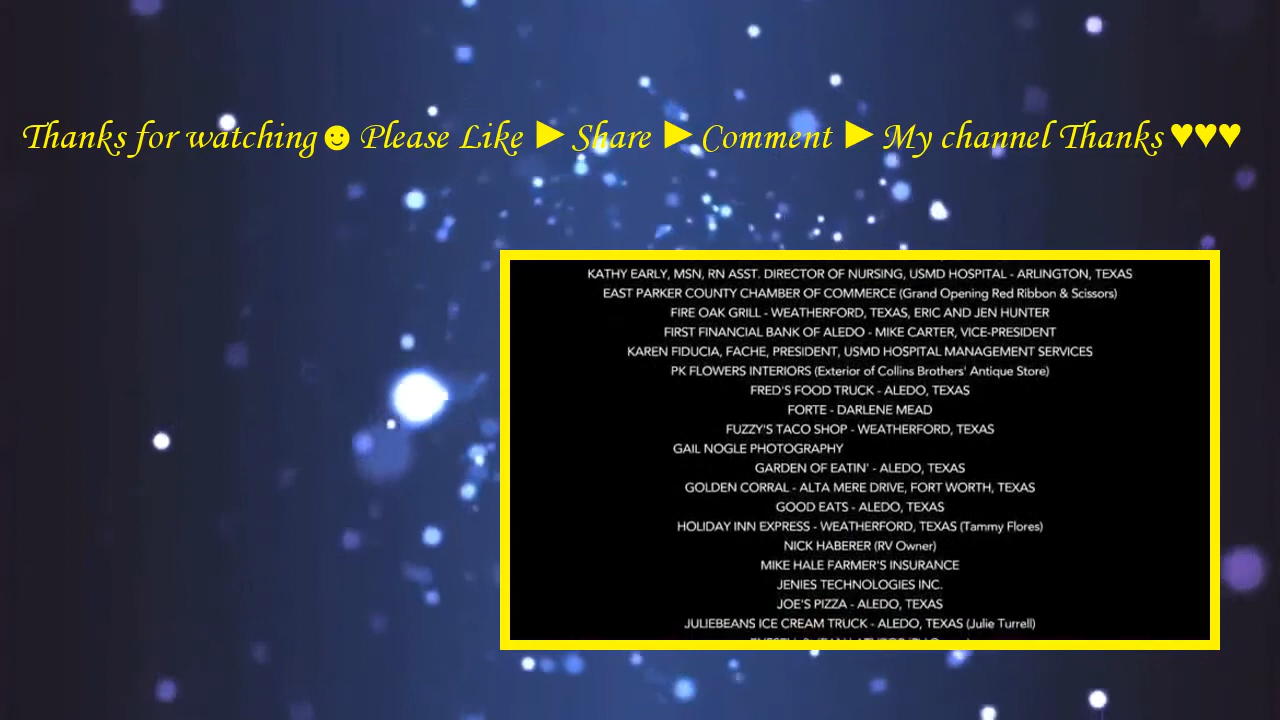 Thanks for watching☻Please Like ►Share ►Comment ►My channel Thanks♥♥♥
KATHY EARLY, MSN, RN ASST. DIRECTOR OF NURSING, USMD HOSPITAL - ARLINGTON, TEXAS
EAST PARKER COUNTY CHAMBER OF COMMERCE (Grand Opening Red Ribbon & Scissors)
FIRE OAK GRILL - WEATHERFORD, TEXAS, ERIC AND JEN HUNTER
FIRST FINANCIAL BANK OF ALEDO - MIKE CARTER, VICE-PRESIDENT
KAREN FIDUCIA, FACHE, PRESIDENT, USMD HOSPITAL MANAGEMENT SERVICES
PK FLOWERS INTERIORS (Exterior of Collins Brothers' Antique Store)
FRED'S FOOD TRUCK - ALEDO, TEXAS
FORTE - DARLENE MEAD
FUZZY'S TACO SHOP - WEATHERFORD, TEXAS
GAIL NOGLE PHOTOGRAPHY
GARDEN OF EATIN' - ALEDO, TEXAS
GOLDEN CORRAL - ALTA MERE DRIVE, FORT WORTH, TEXAS
GOOD EATS - ALEDO, TEXAS
HOLIDAY INN EXPRESS - WEATHERFORD, TEXAS (Tammy Flores)
NICK HABERER (RV Owner)
MIKE HALE FARMER'S INSURANCE
JENIES TECHNOLOGIES INC.
JOE'S PIZZA - ALEDO, TEXAS
JULIEBEANS ICE CREAM TRUCK - ALEDO, TEXAS (Julie Turrell)